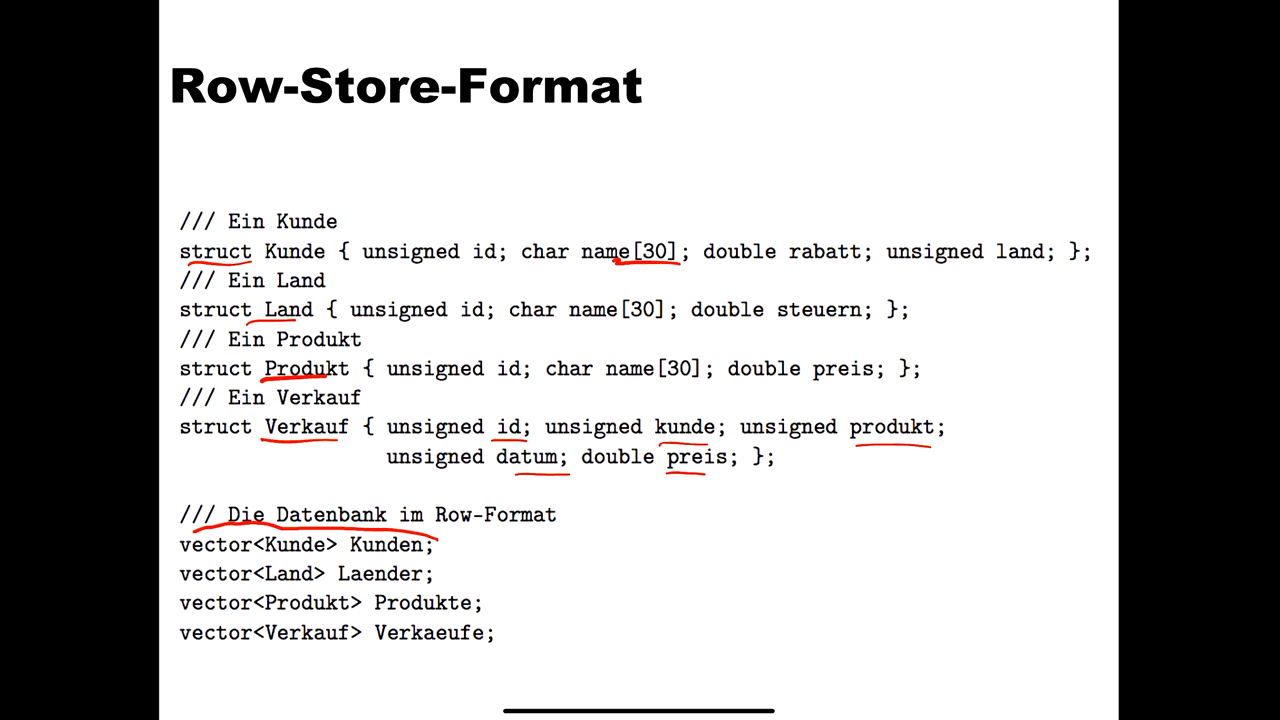 Row-Store-Format
/// Ein Kunde
struct Kunde { unsigned id; char name[30]; double rabatt; unsigned land; };
/// Ein Land
struct Land { unsigned id; char name[30]; double steuern; };
/// Ein Produkt
struct Produkt { unsigned id; char name[30]; double preis; };
/// Ein Verkauf
struct Verkauf { unsigned id; unsigned kunde; unsigned produkt;
unsigned datum; double preis; };
/// Die Datenbank im Row-Format
vector<Kunde> Kunden;
vector<Land> Laender;
vector<Produkt> Produkte;
vector<Verkauf> Verkaeufe;